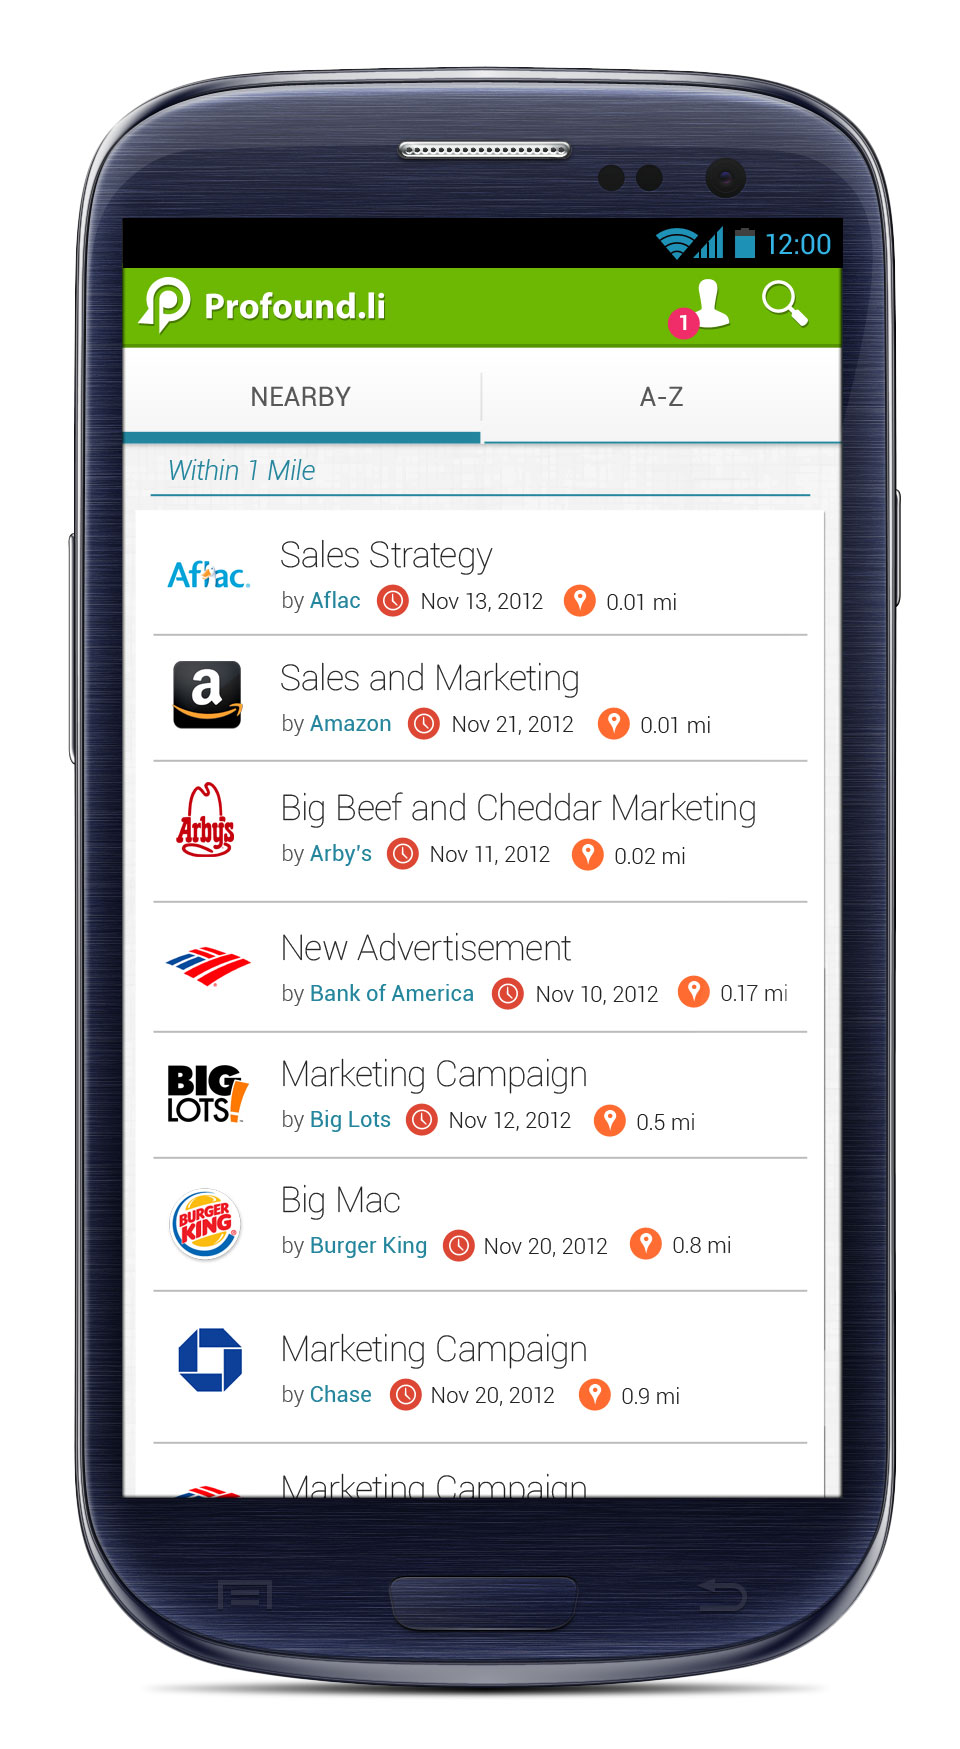 12:00
Profound.li
1
NEARBY
A-Z
Within 1 Mile
Aflac
Sales Strategy
by Aflac Nov 13, 2012 0.01 mi
a
Sales and Marketing
by Amazon Nov 21, 2012 0.01 mi
Arby's
Big Beef and Cheddar Marketing
by Arby's Nov 11, 2012 0.02 mi
New Advertisement
by Bank of America Nov 10, 2012 0.17 mi
BIG
LOTS!
Marketing Campaign
by Big Lots Nov 12, 2012 0.5 mi
BURGER
KING
Big Mac
by Burger King Nov 20, 2012 0.8 mi
Marketing Campaign
by Chase Nov 20, 2012 0.9 mi
Marketing Campaign